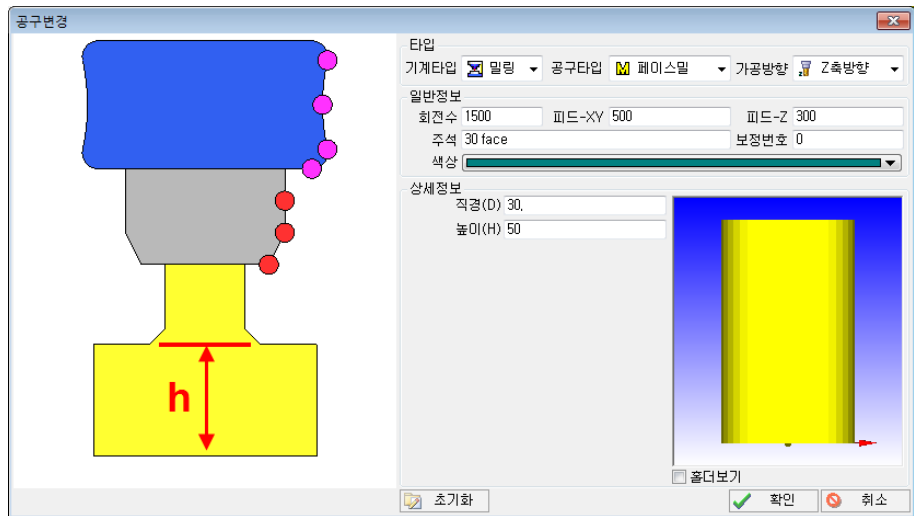 공구변경
타입
기계타입 밀링 공구타입 M 페이스밀 가공방향 Z Z축방향
일반정보
회전수 1500 피드-XY 500 피드-Z 300
주석 30 face 보정번호 0
색상
상세정보
직경(D) 30.
높이(H) 50
h
홀더보기
초기화 확인 취소